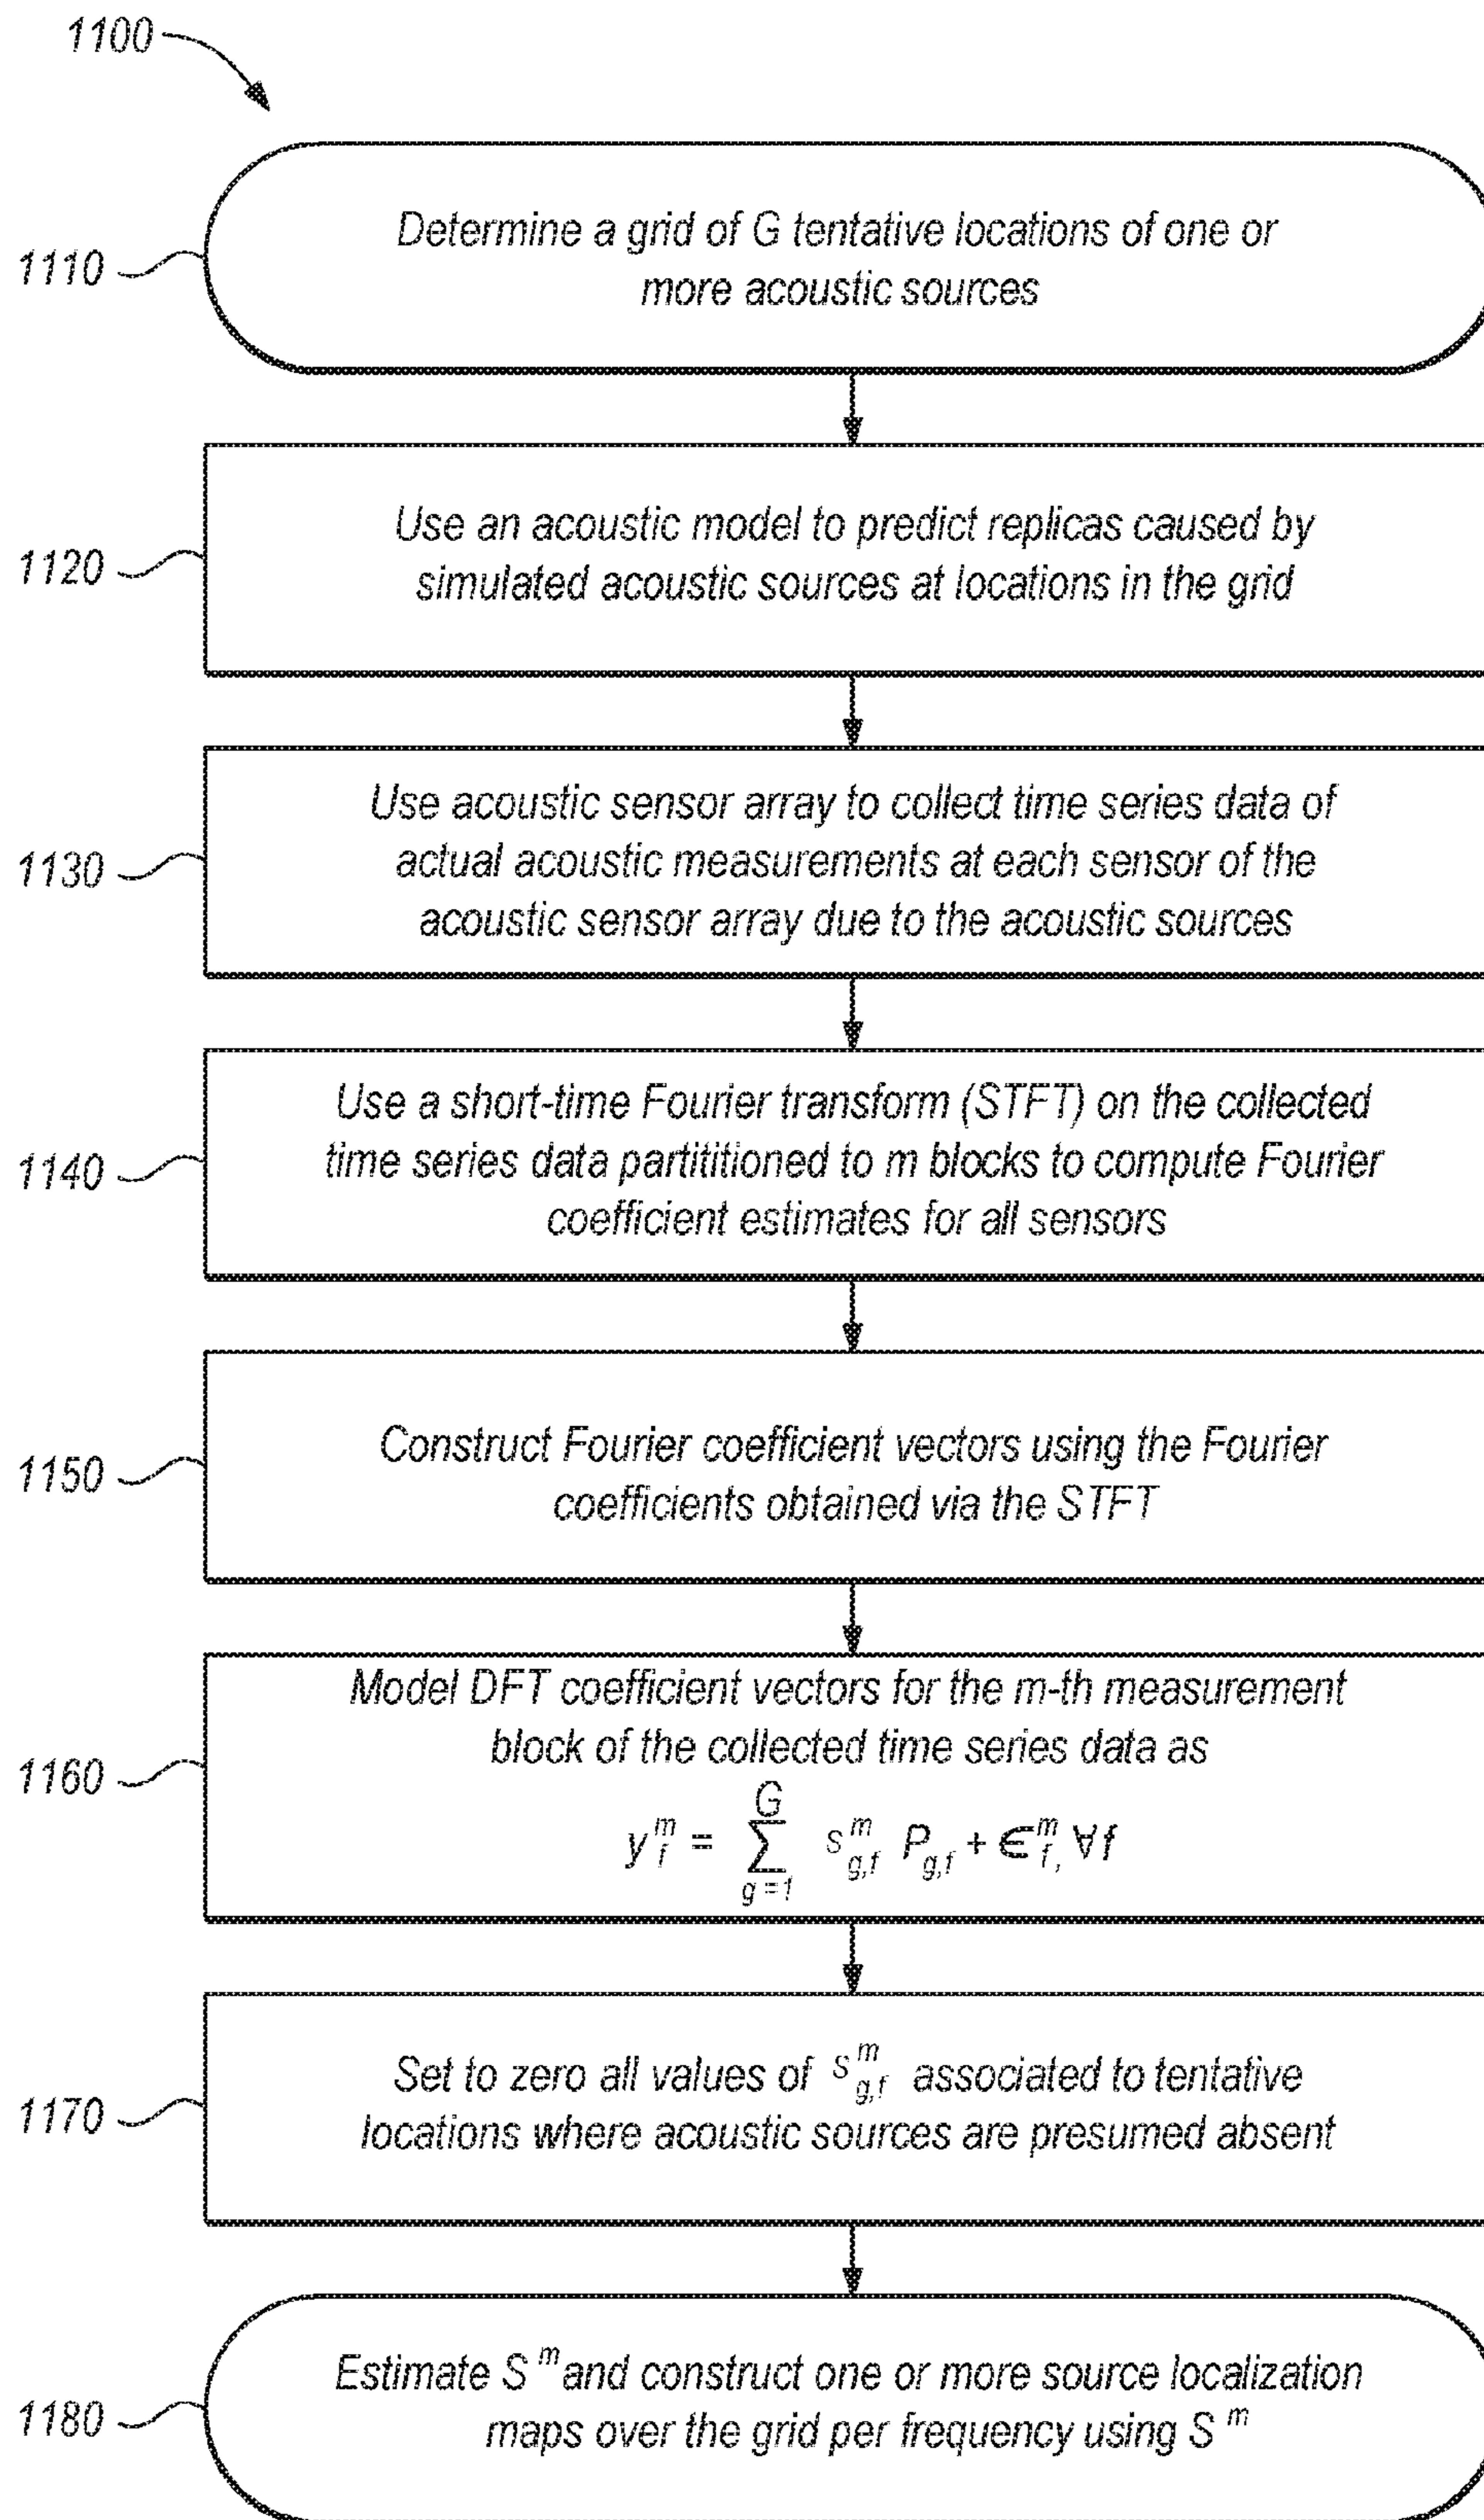 1100
1110
Determine a grid of G tentative locations of one or
more acoustic sources
1120
Use an acoustic model to predict replicas caused by
simulated acoustic sources at locations in the grid
1130
Use acoustic sensor array to collect time series data of
actual acoustic measurements at each sensor of the
acoustic sensor array due to the acoustic sources
1140
Use a short-time Fourier transform (STFT) on the collected
time series data partititioned to m blocks to compute Fourier
coefficient estimates for all sensors
1150
Construct Fourier coefficient vectors using the Fourier
coefficients obtained via the STFT
1160
Model DFT coefficient vectors for the m-th measurement
block of the collected time series data as
y_f^m = ∑_{g=1}^G s_{g,f}^m P_{g,f} + ϵ_{f,}^m ∀f
1170
Set to zero all values of s_{g,f}^m associated to tentative
locations where acoustic sources are presumed absent
1180
Estimate S^m and construct one or more source localization
maps over the grid per frequency using S^m